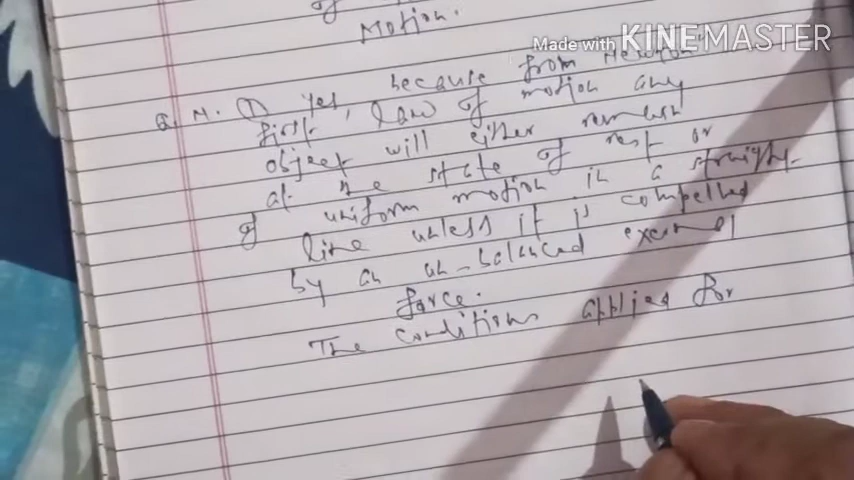 of
Motion.
Made with KINEMASTER
Q. N. ① Yes, because from Newton
first law of motion any
object will either remain
at the state of rest or
of uniform motion in a straight
line unless it is compelled
by an un-balanced external
force.
The conditions applied for